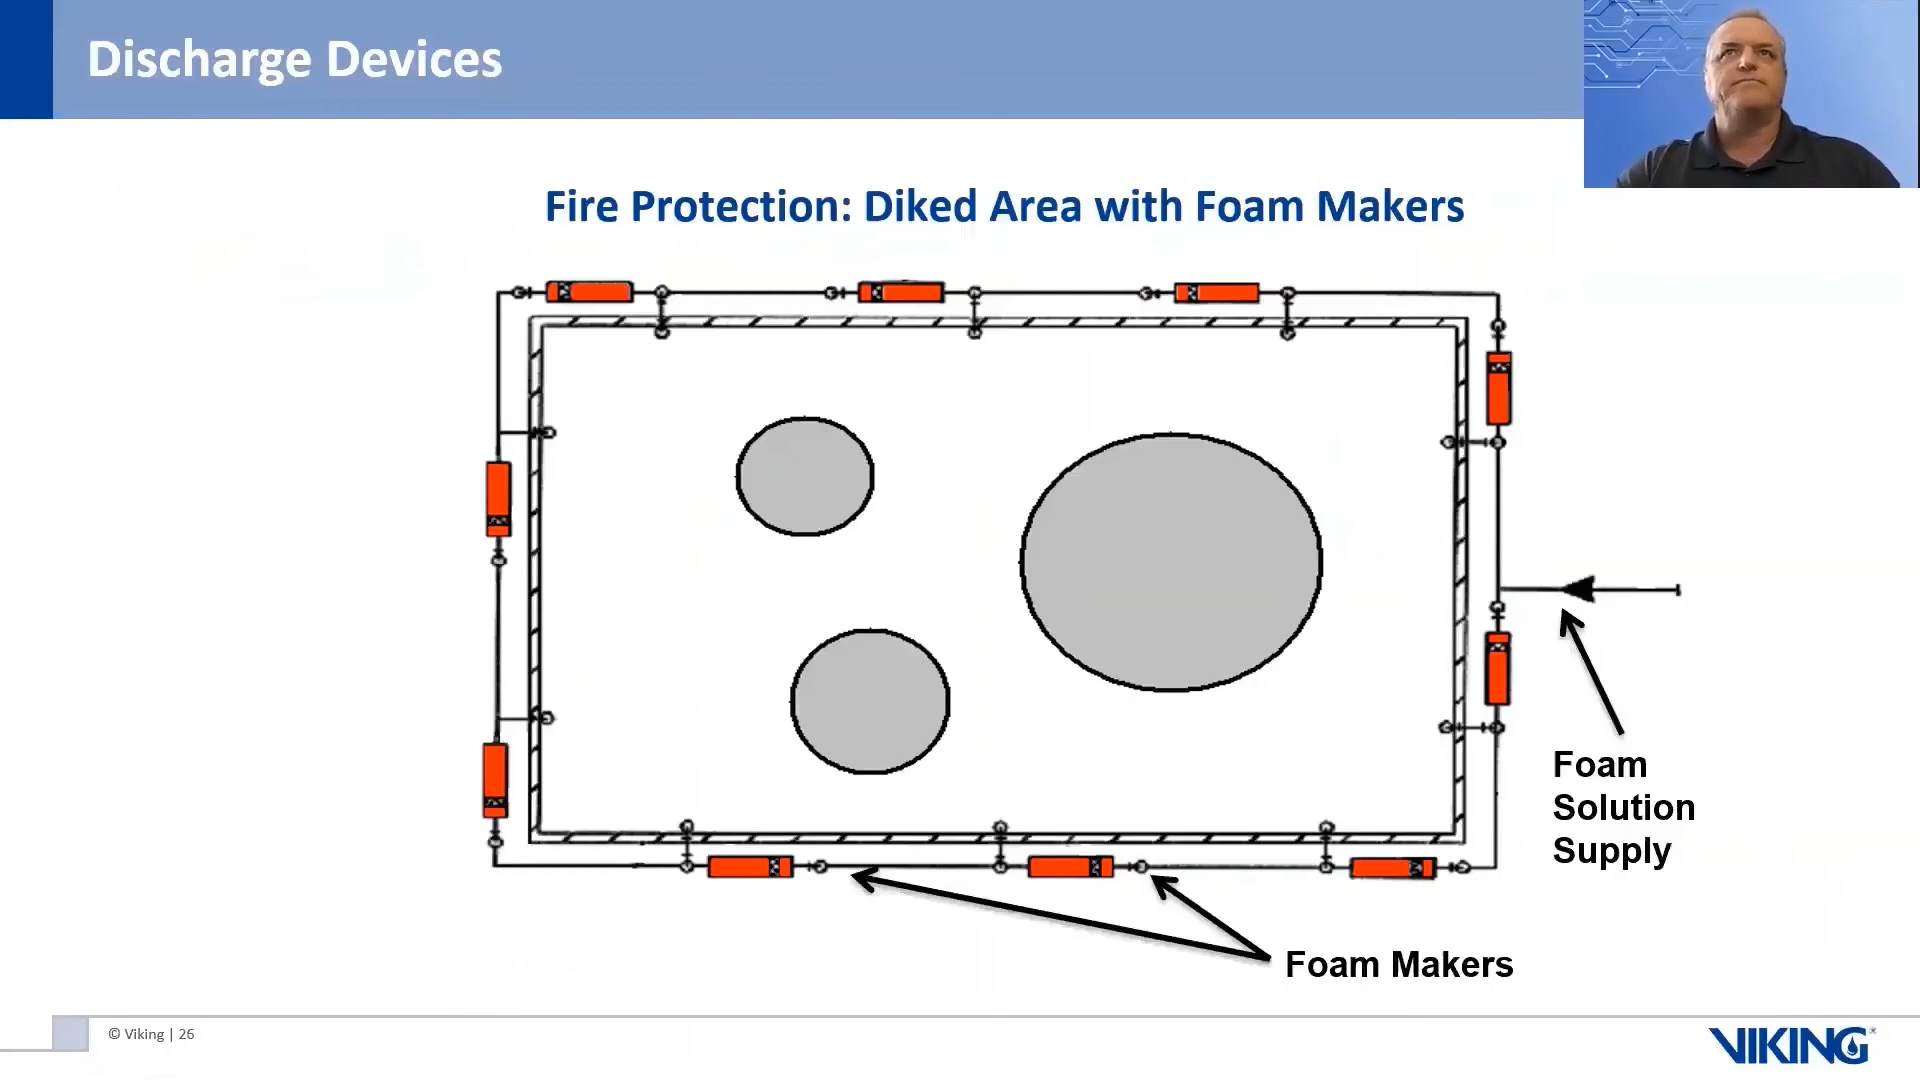 Discharge Devices
Fire Protection: Diked Area with Foam Makers
Foam
Solution
Supply
Foam Makers
© Viking | 26
VIKING